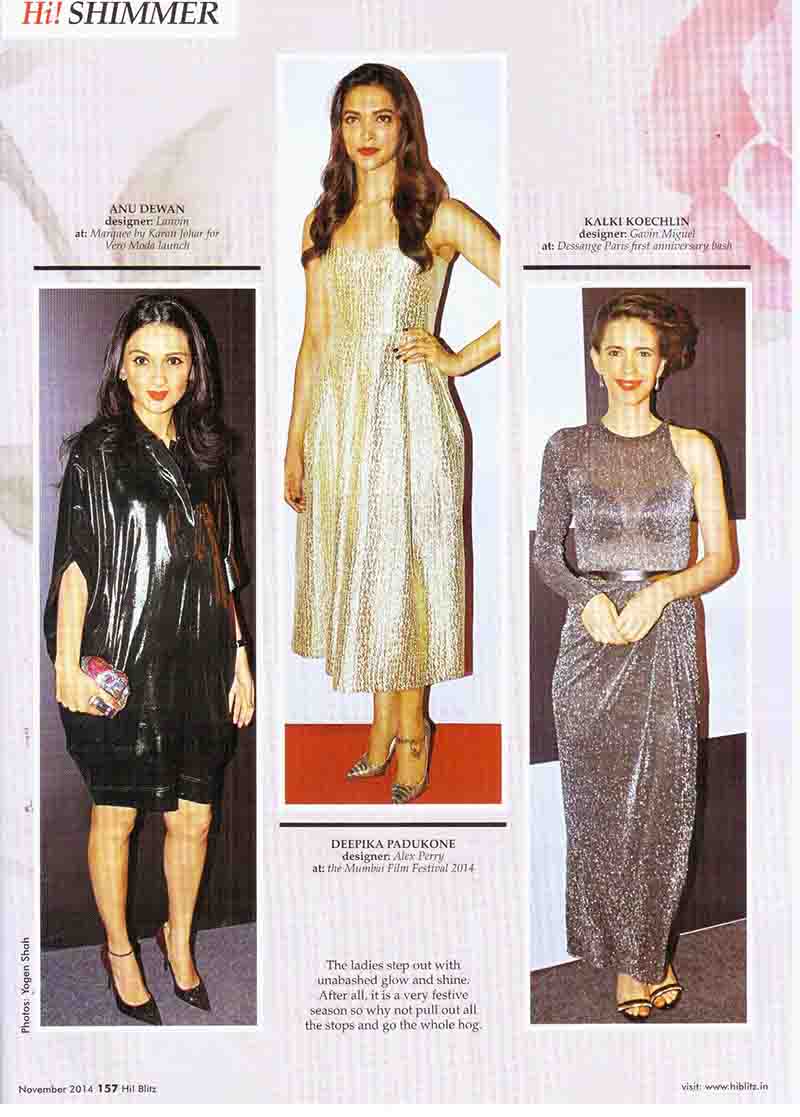 Hi! SHIMMER
ANU DEWAN
designer: Lanvin
at: Marquee by Karan Johar for
Vero Moda launch
KALKI KOECHLIN
designer: Gavin Miguel
at: Dessange Paris first anniversary bash
DEEPIKA PADUKONE
designer: Alex Perry
at: the Mumbai Film Festival 2014
The ladies step out with
unabashed glow and shine.
After all, it is a very festive
season so why not pull out all
the stops and go the whole hog.
Photos: Yogen Shah
November 2014 157 Hi! Blitz
visit: www.hiblitz.in